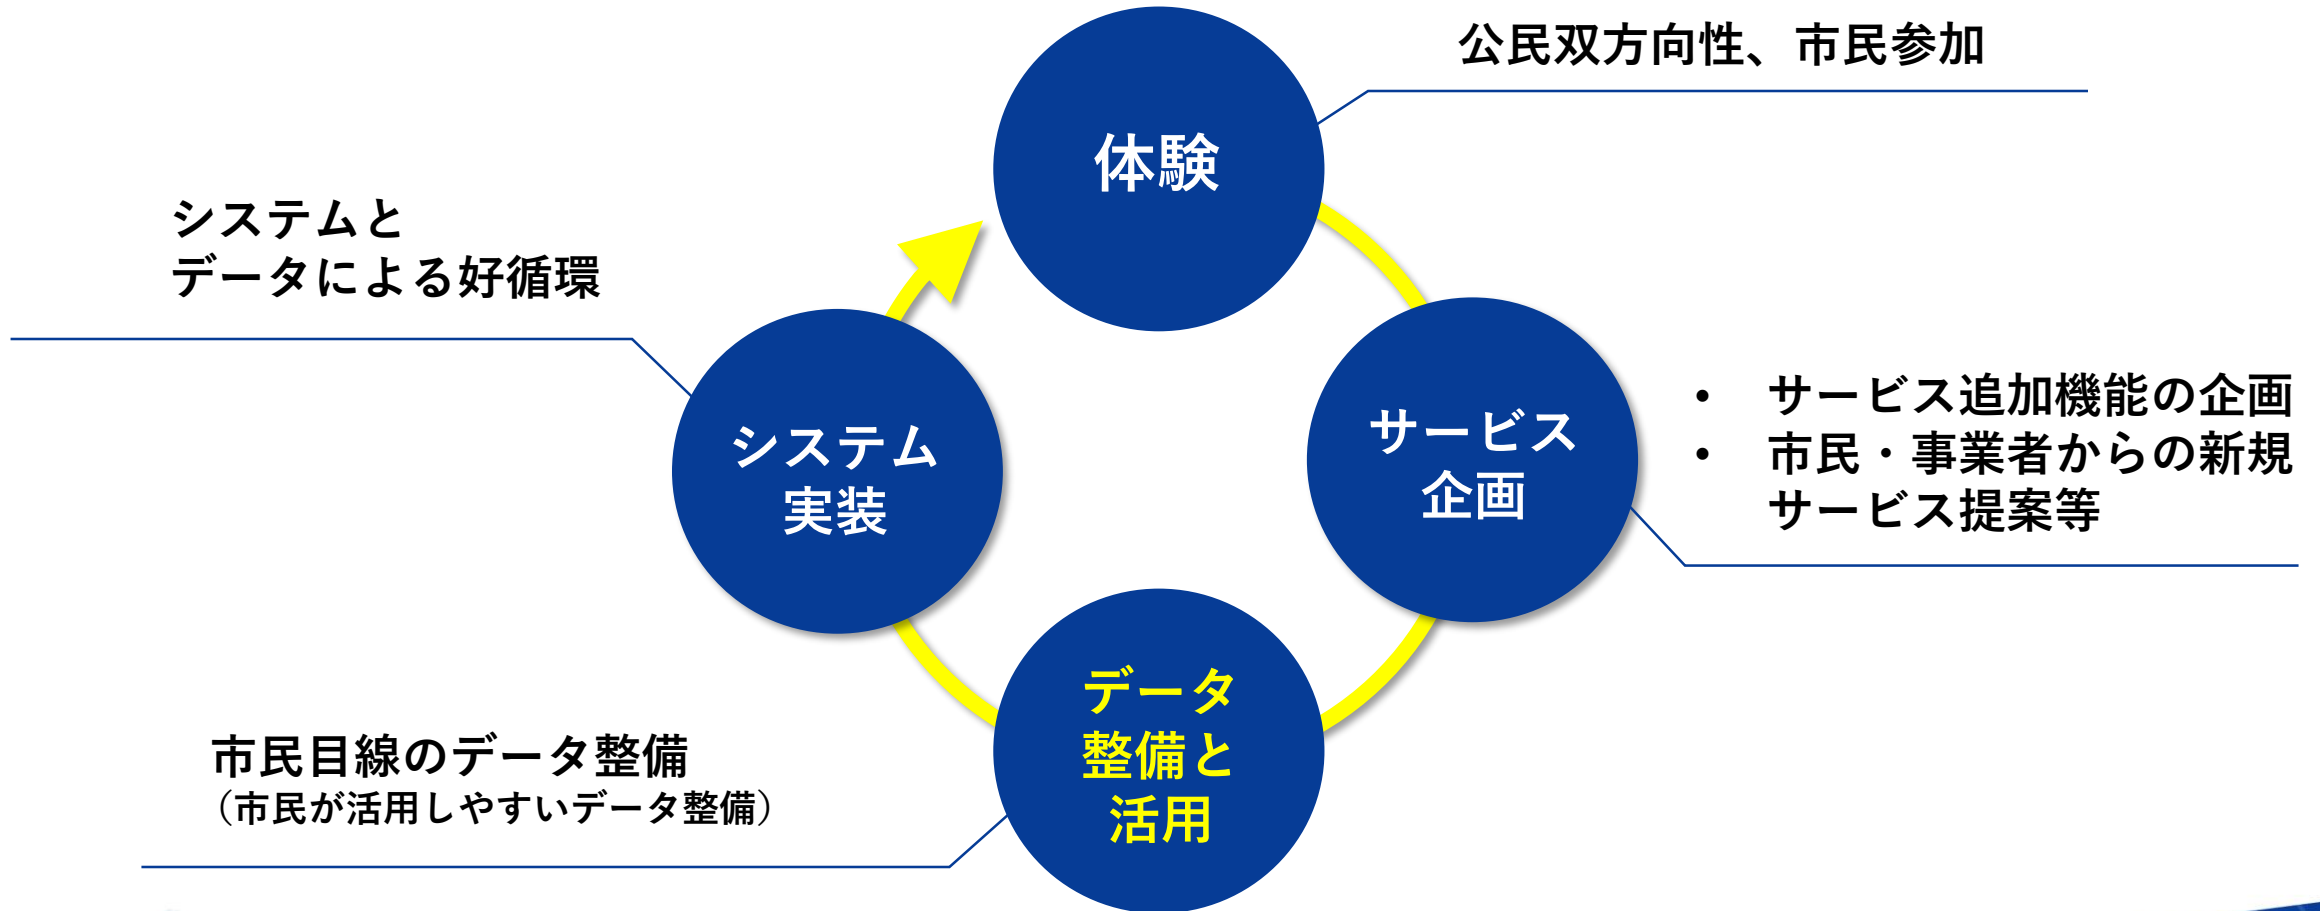 公民双方向性、市民参加
体験
システムと
データによる好循環
サービス
企画
• サービス追加機能の企画
• 市民・事業者からの新規
サービス提案等
システム
実装
データ
整備と
活用
市民目線のデータ整備
（市民が活用しやすいデータ整備）